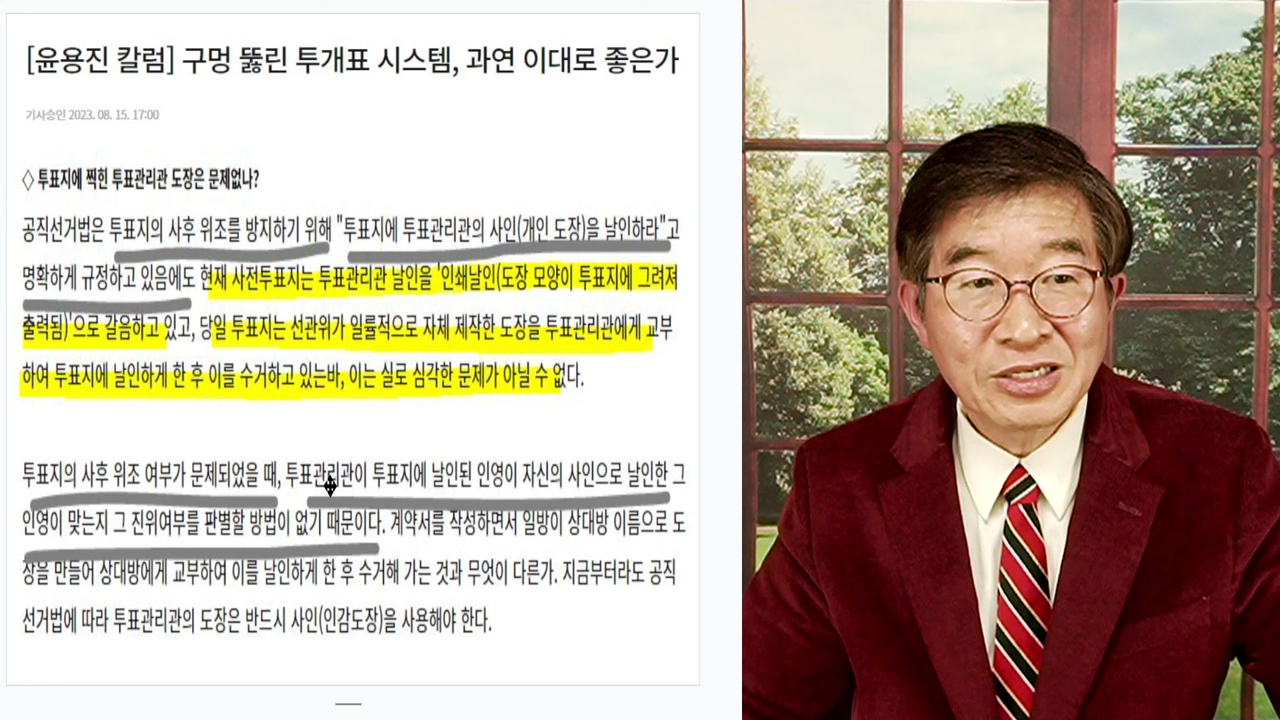 [윤용진 칼럼] 구멍 뚫린 투개표 시스템, 과연 이대로 좋은가
기사승인 2023. 08. 15. 17:00
◇ 투표지에 찍힌 투표관리관 도장은 문제없나?
공직선거법은 투표지의 사후 위조를 방지하기 위해 "투표지에 투표관리관의 사인(개인 도장)을 날인하라"고
명확하게 규정하고 있음에도 현재 사전투표지는 투표관리관 날인을 '인쇄날인(도장 모양이 투표지에 그려져
출력됨)'으로 갈음하고 있고, 당일 투표지는 선관위가 일률적으로 자체 제작한 도장을 투표관리관에게 교부
하여 투표지에 날인하게 한 후 이를 수거하고 있는바, 이는 실로 심각한 문제가 아닐 수 없다.
투표지의 사후 위조 여부가 문제되었을 때, 투표관리관이 투표지에 날인된 인영이 자신의 사인으로 날인한 그
인영이 맞는지 그 진위여부를 판별할 방법이 없기 때문이다. 계약서를 작성하면서 일방이 상대방 이름으로 도
장을 만들어 상대방에게 교부하여 이를 날인하게 한 후 수거해 가는 것과 무엇이 다른가. 지금부터라도 공직
선거법에 따라 투표관리관의 도장은 반드시 사인(인감도장)을 사용해야 한다.